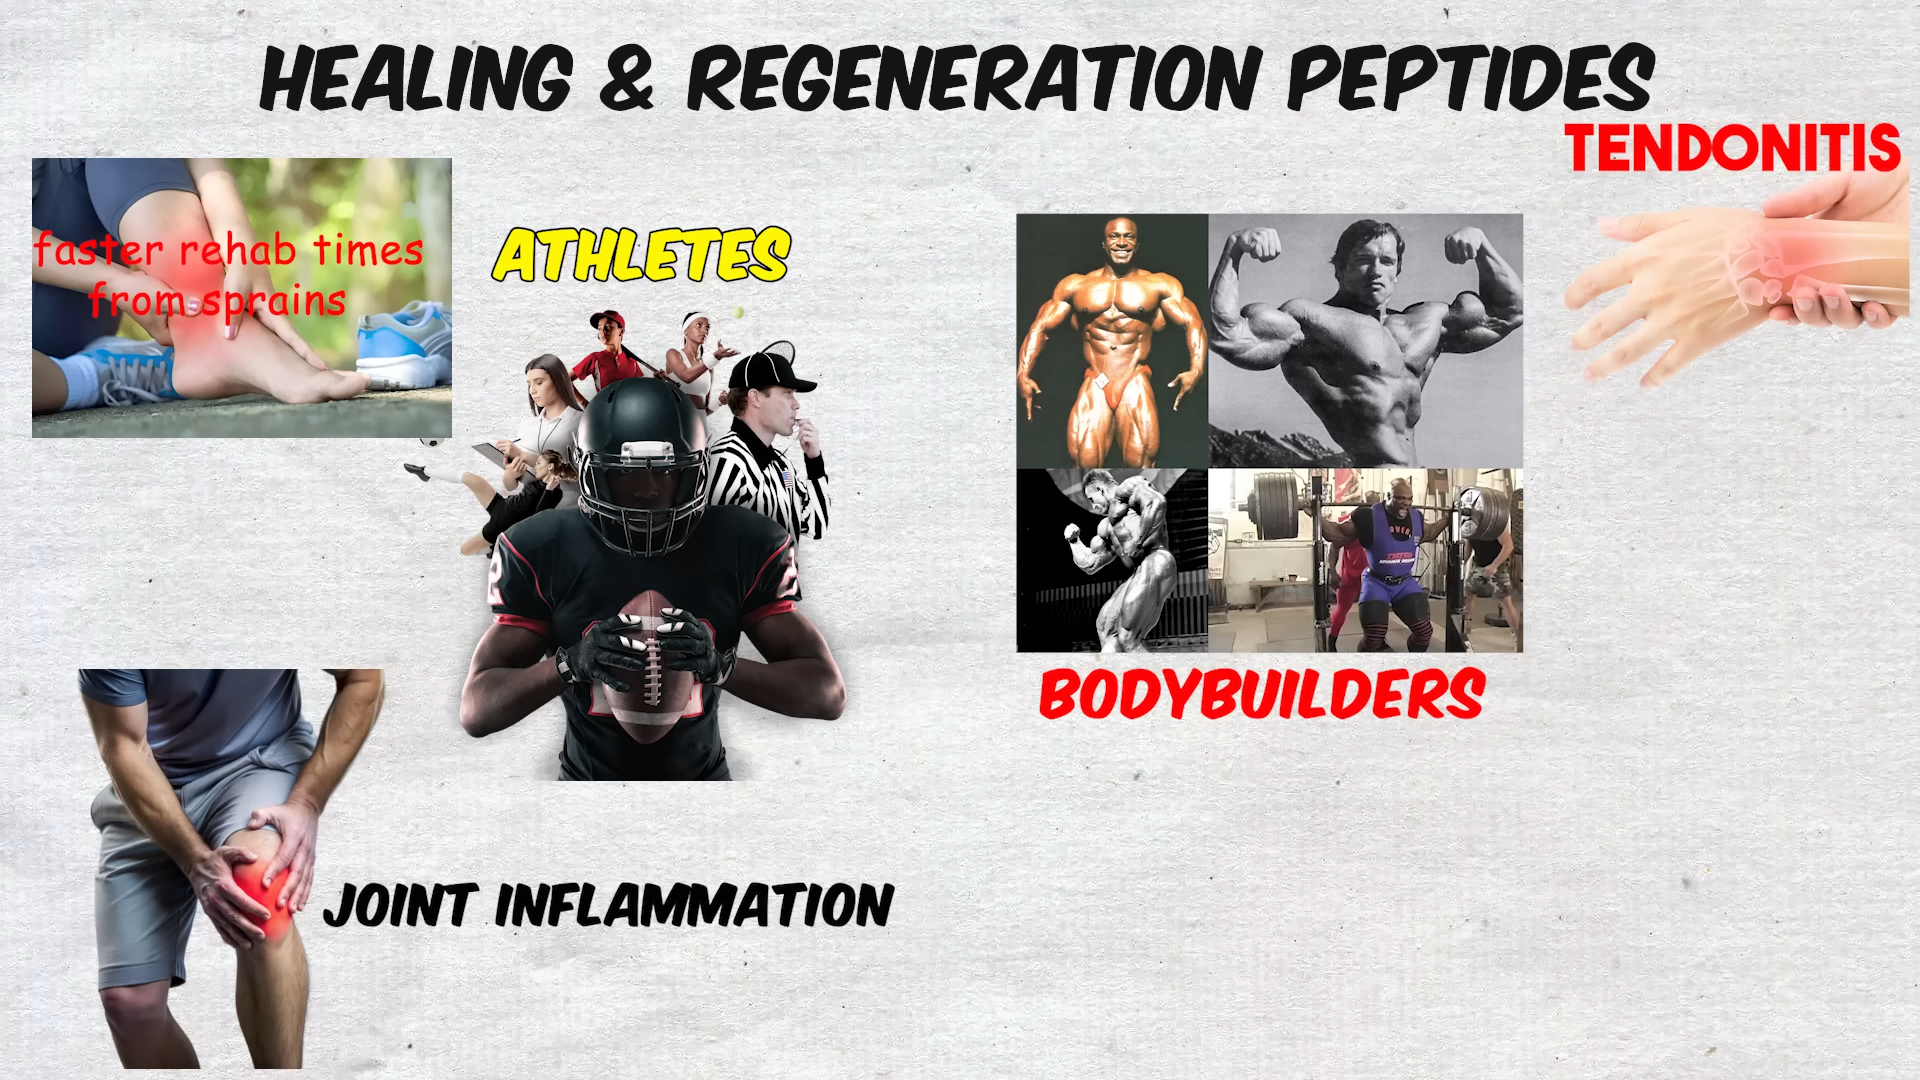 HEALING & REGENERATION PEPTIDES
TENDONITIS
faster rehab times
from sprains
ATHLETES
BODYBUILDERS
JOINT INFLAMMATION